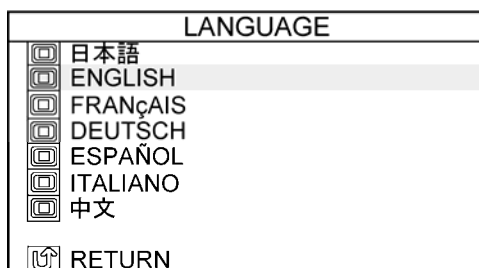 LANGUAGE
日本語
ENGLISH
FRANçAIS
DEUTSCH
ESPAÑOL
ITALIANO
中文
RETURN